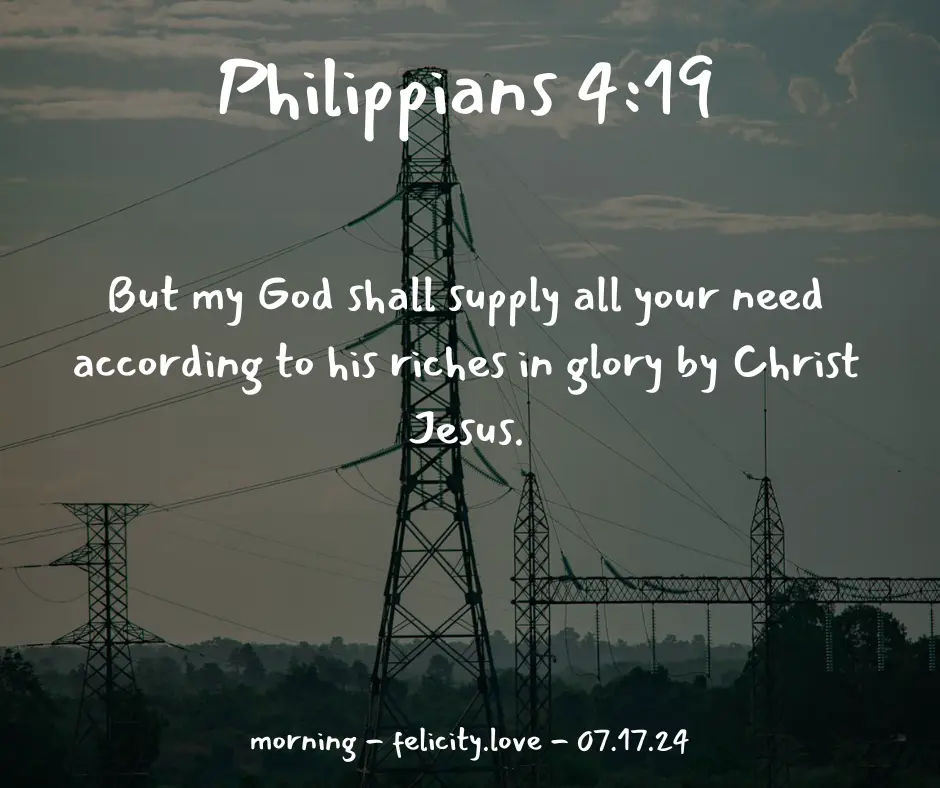 Philippians 4:19
But my God shall supply all your need
according to his riches in glory by Christ
Jesus.
morning - felicity.love - 07.17.24